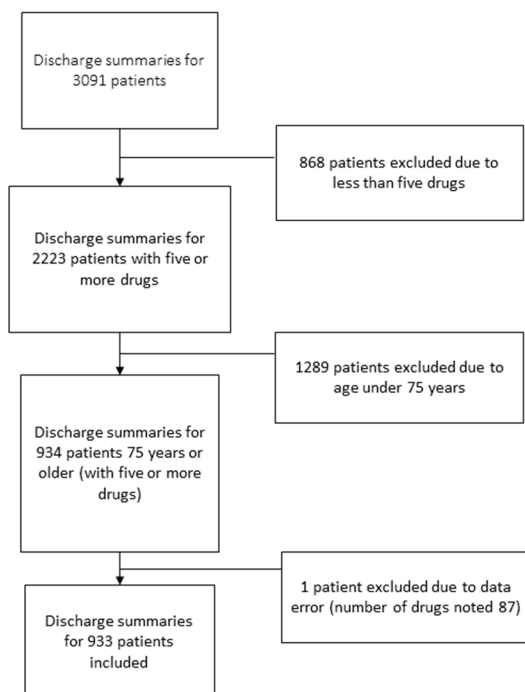 Discharge summaries for
3091 patients
868 patients excluded due to
less than five drugs
Discharge summaries for
2223 patients with five or
more drugs
1289 patients excluded due to
age under 75 years
Discharge summaries for
934 patients 75 years or
older (with five or more
drugs)
1 patient excluded due to data
error (number of drugs noted 87)
Discharge summaries
for 933 patients
included